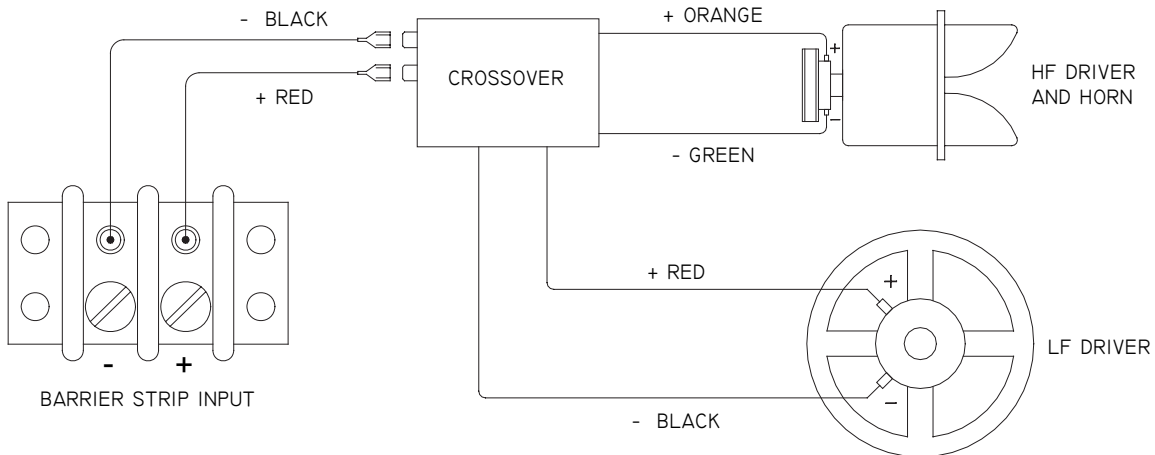 - BLACK
+ RED
CROSSOVER
+ ORANGE
- GREEN
+
–
HF DRIVER
AND HORN
- +
BARRIER STRIP INPUT
+ RED
- BLACK
+
–
LF DRIVER